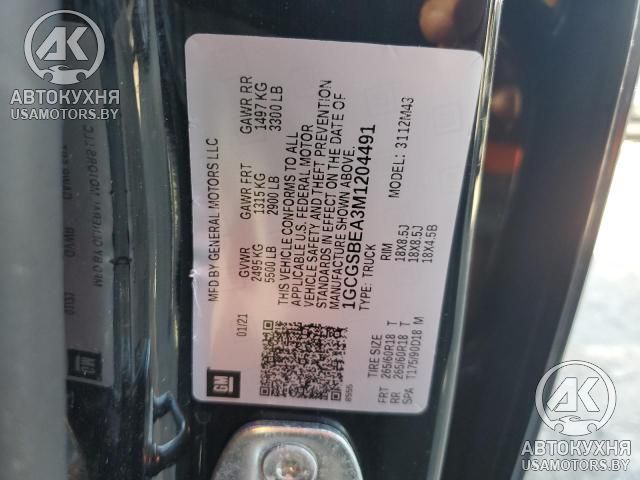 AK
АВТОКУХНЯ
USAMOTORS.BY
MFD BY GENERAL MOTORS LLC
01/21
GVWR
2495 KG
5500 LB
GAWR FRT
1315 KG
2900 LB
GAWR RR
1497 KG
3300 LB
THIS VEHICLE CONFORMS TO ALL
APPLICABLE U.S. FEDERAL MOTOR
VEHICLE SAFETY AND THEFT PREVENTION
STANDARDS IN EFFECT ON THE DATE OF
MANUFACTURE SHOWN ABOVE.
1GCGSBEA3M1204491
TYPE: TRUCK
MODEL: 3112M43
TIRE SIZE RIM
FRT 265/60R18 T 18X8.5J
RR 265/60R18 T 18X8.5J
SPA T175/90D18 M 18X4.5B
GM
AK
АВТОКУХНЯ
USAMOTORS.BY